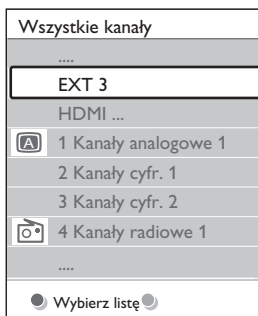 Wszystkie kanały
....
EXT 3
HDMI ...
A
1 Kanały analogowe 1
2 Kanały cyfr. 1
3 Kanały cyfr. 2
4 Kanały radiowe 1
....
Wybierz listę